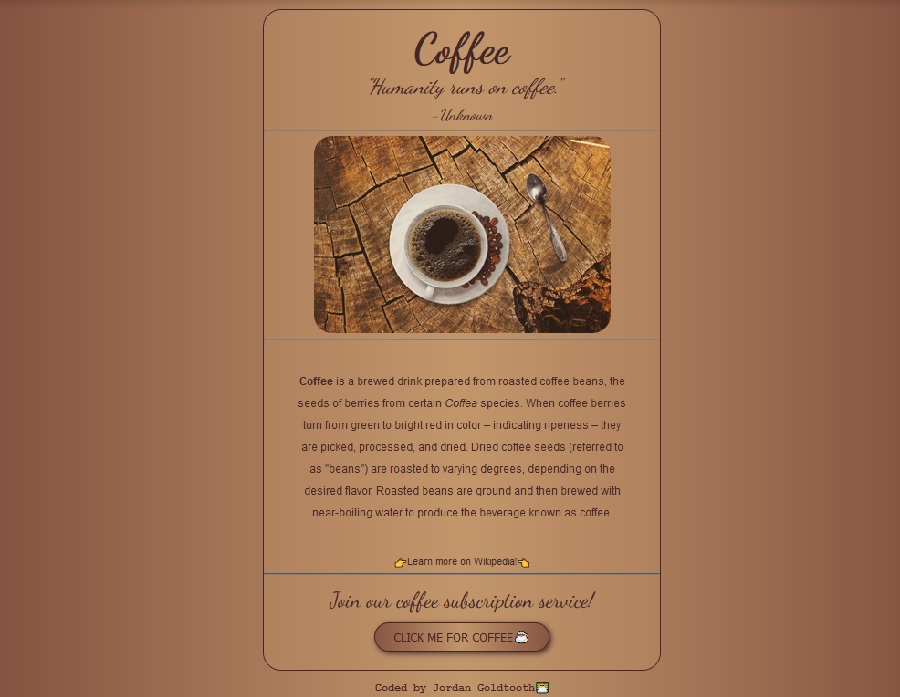 Coffee
"Humanity runs on coffee."
-Unknown
Coffee is a brewed drink prepared from roasted coffee beans, the
seeds of berries from certain Coffea species. When coffee berries
turn from green to bright red in color – indicating ripeness – they
are picked, processed, and dried. Dried coffee seeds (referred to
as "beans") are roasted to varying degrees, depending on the
desired flavor. Roasted beans are ground and then brewed with
near-boiling water to produce the beverage known as coffee.
👉Learn more on Wikipedia!👈
Join our coffee subscription service!
CLICK ME FOR COFFEE☕
Coded by Jordan Goldtooth